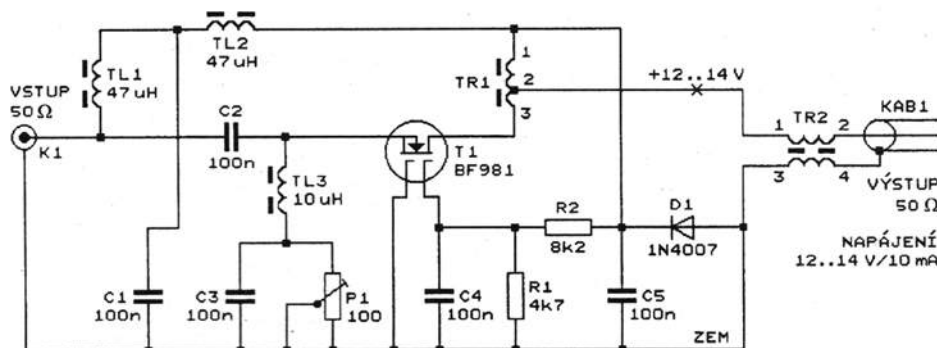 TL2
47uH
TL1
47uH
VSTUP
50Ω
K1
C2
100n
TL3
10uH
C1
100n
C3
100n
P1
100
T1
BF981
TR1
1
2
3
+12..14 V
R2
8k2
D1
1N4007
C4
100n
R1
4k7
C5
100n
ZEM
TR2
1
2
3
4
KAB1
VÝSTUP
50Ω
NAPÁJENÍ
12..14 V/10 mA